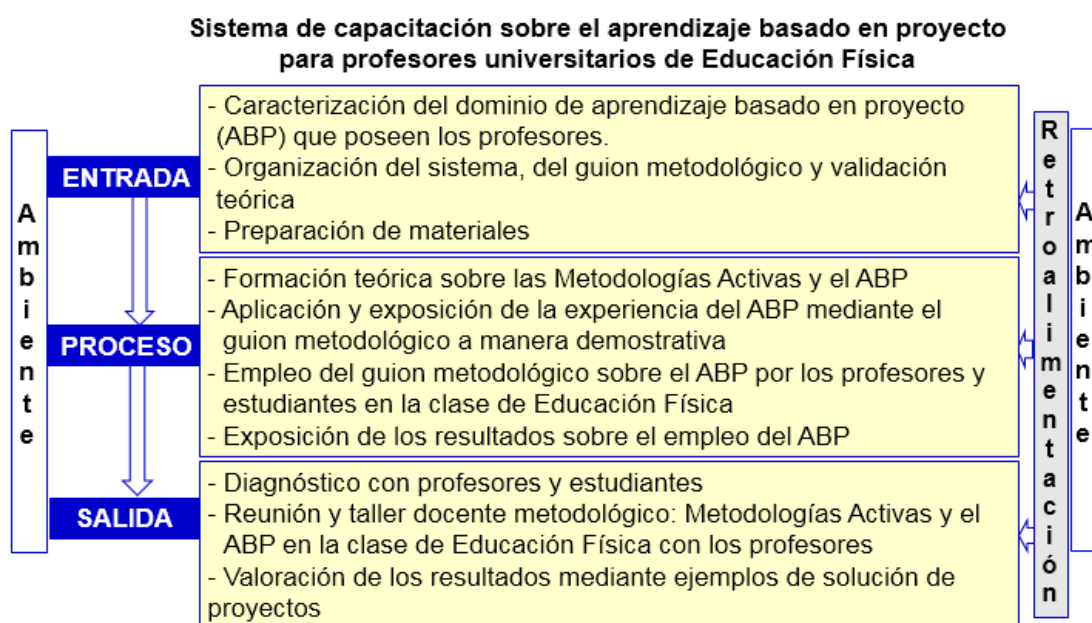 Sistema de capacitación sobre el aprendizaje basado en proyecto
para profesores universitarios de Educación Física
Ambiente
ENTRADA
- Caracterización del dominio de aprendizaje basado en proyecto
(ABP) que poseen los profesores.
- Organización del sistema, del guion metodológico y validación
teórica
- Preparación de materiales
PROCESO
- Formación teórica sobre las Metodologías Activas y el ABP
- Aplicación y exposición de la experiencia del ABP mediante el
guion metodológico a manera demostrativa
- Empleo del guion metodológico sobre el ABP por los profesores y
estudiantes en la clase de Educación Física
- Exposición de los resultados sobre el empleo del ABP
SALIDA
- Diagnóstico con profesores y estudiantes
- Reunión y taller docente metodológico: Metodologías Activas y el
ABP en la clase de Educación Física con los profesores
- Valoración de los resultados mediante ejemplos de solución de
proyectos
Retroalimentación
Ambiente